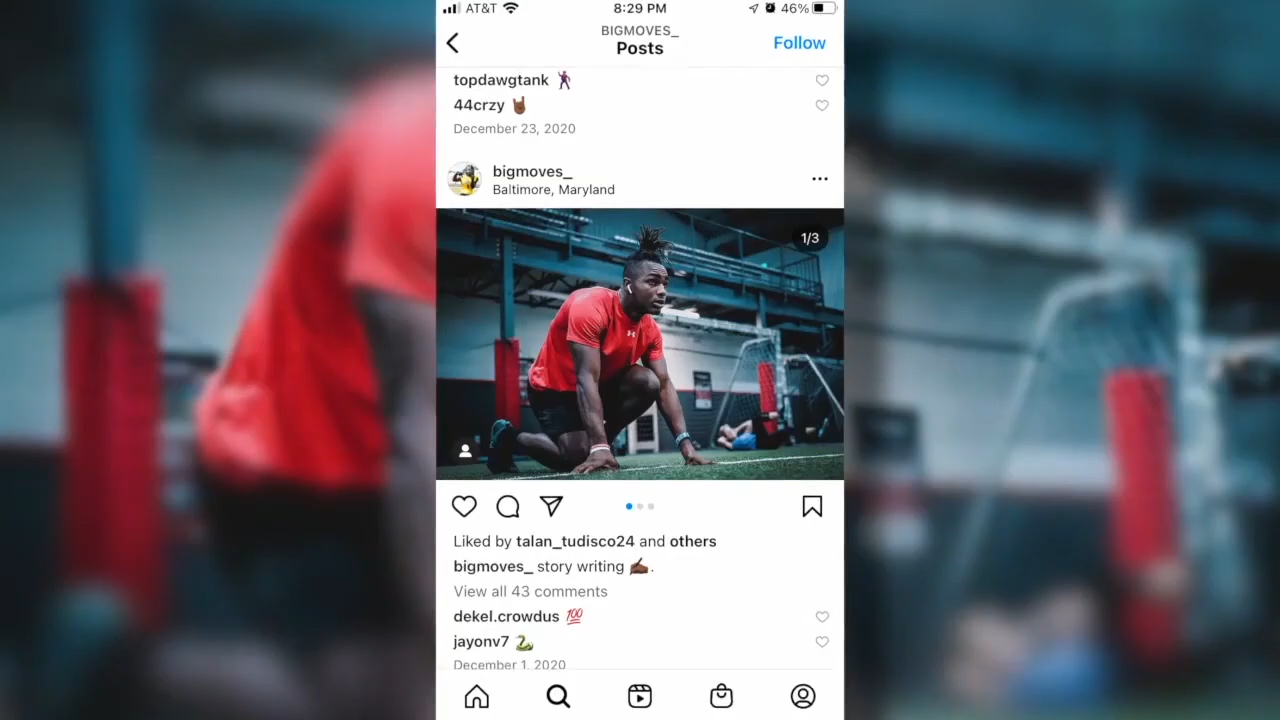 AT&T 8:29 PM 46%
BIGMOVES_
Posts
Follow
topdawgtank 🕺🏾
44crzy 🤘🏾
December 23, 2020
bigmoves_
Baltimore, Maryland
1/3
Liked by talan_tudisco24 and others
bigmoves_ story writing ✍🏾.
View all 43 comments
dekel.crowdus 💯
jayonv7 🐍
December 1, 2020